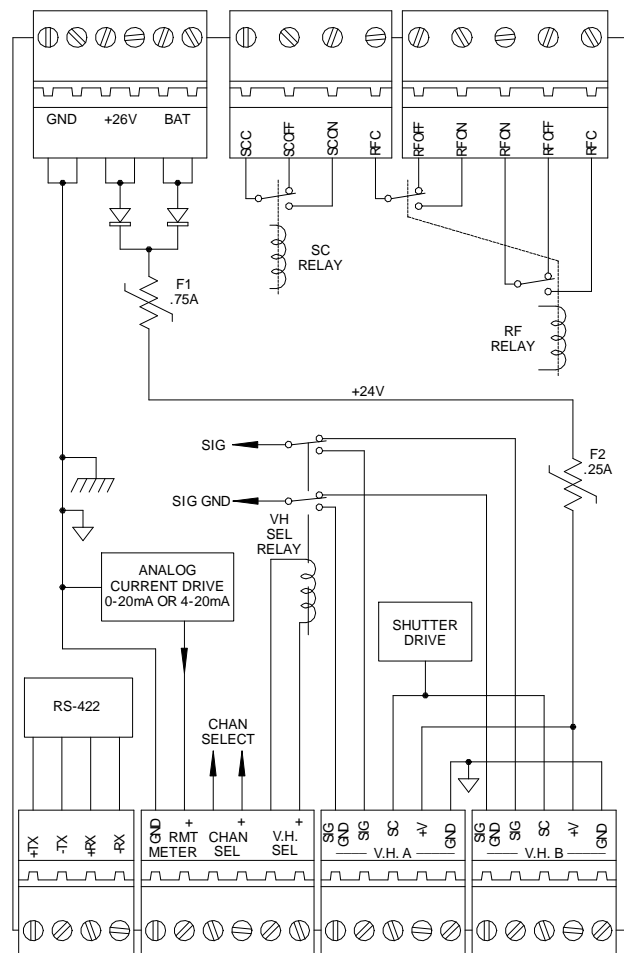 GND +26V BAT
SCC SCOFF SCON RFC
RFOFF RFON RFON RFOFF RFC
SC
RELAY
F1
.75A
RF
RELAY
+24V
SIG
F2
.25A
SIG GND
VH
SEL
RELAY
ANALOG
CURRENT DRIVE
0-20mA OR 4-20mA
SHUTTER
DRIVE
RS-422
CHAN
SELECT
+TX -TX +RX -RX
GND + + +
RMT CHAN V.H.
METER SEL SEL
SIG GND SIG SC +V GND
V.H. A
SIG GND SIG SC +V GND
V.H. B